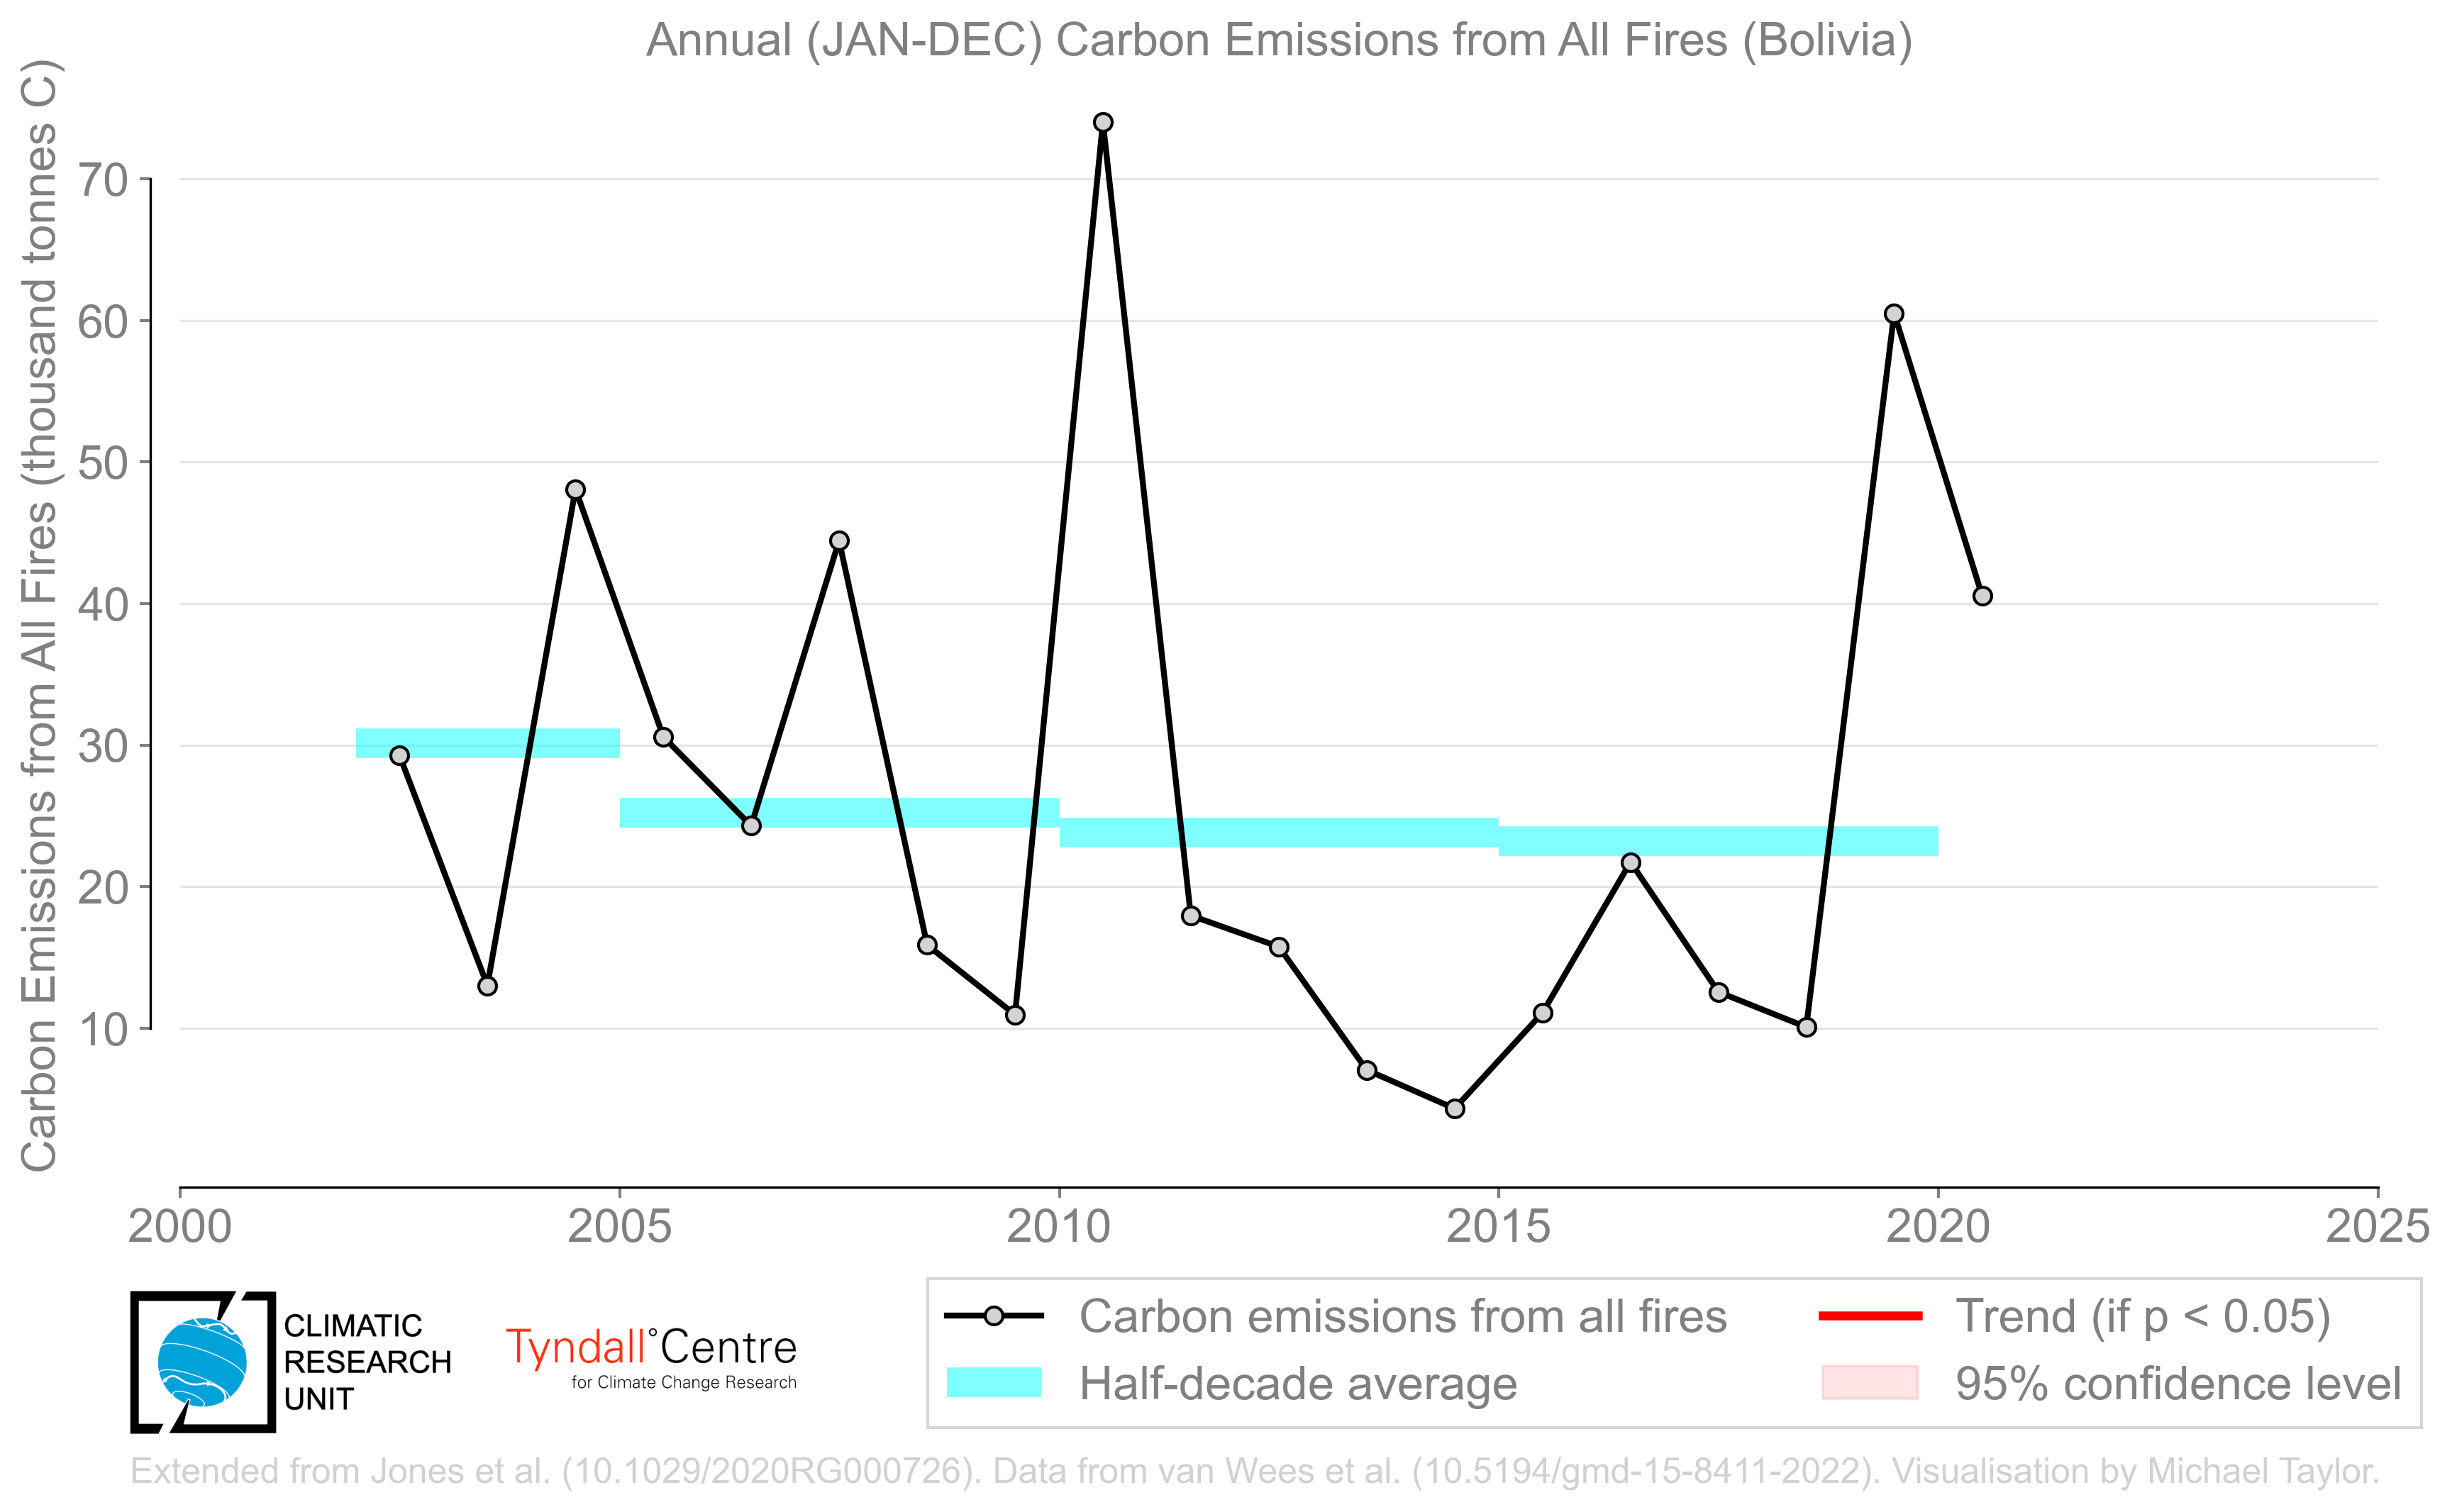 Annual (JAN-DEC) Carbon Emissions from All Fires (Bolivia)
Carbon Emissions from All Fires (thousand tonnes C)
70
60
50
40
30
20
10
2000 2005 2010 2015 2020 2025
CLIMATIC
RESEARCH
UNIT
Tyndall°Centre
for Climate Change Research
Carbon emissions from all fires
Half-decade average
Trend (if p < 0.05)
95% confidence level
Extended from Jones et al. (10.1029/2020RG000726). Data from van Wees et al. (10.5194/gmd-15-8411-2022). Visualisation by Michael Taylor.